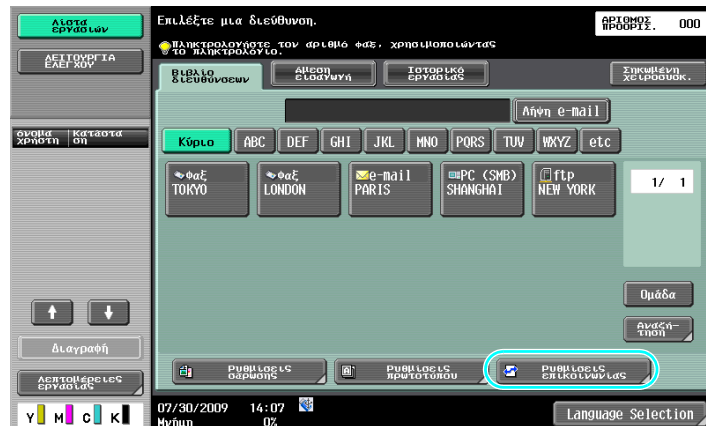 Λίστα
εργασιών
ΛΕΙΤΟΥΡΓΙΑ
ΕΛΕΓΧΟΥ
όνομα
χρήστη
Κατάστα
ση
Διαγραφή
Λεπτομέρειες
εργασίας
Y M C K
Επιλέξτε μια διεύθυνση.
Πληκτρολογήστε τον αριθμό φαξ, χρησιμοποιώντας
το πληκτρολόγιο.
ΑΡΙΘΜΟΣ
ΠΡΟΟΡΙΣ.
000
Βιβλίο
διευθύνσεων
Άμεση
εισαγωγή
Ιστορικό
εργασίας
Σηκωμένη
χειροσυσκ.
Λήψη e-mail
Κύριο ABC DEF GHI JKL MNO PQRS TUV WXYZ etc
φαξ
TOKYO
φαξ
LONDON
e-mail
PARIS
PC (SMB)
SHANGHAI
ftp
NEW YORK
1/ 1
Ομάδα
Αναζή-
τηση
Ρυθμίσεις
σάρωσης
Ρυθμίσεις
πρωτοτύπου
Ρυθμίσεις
επικοινωνίας
07/30/2009 14:07
Μνήμη 0%
Language Selection